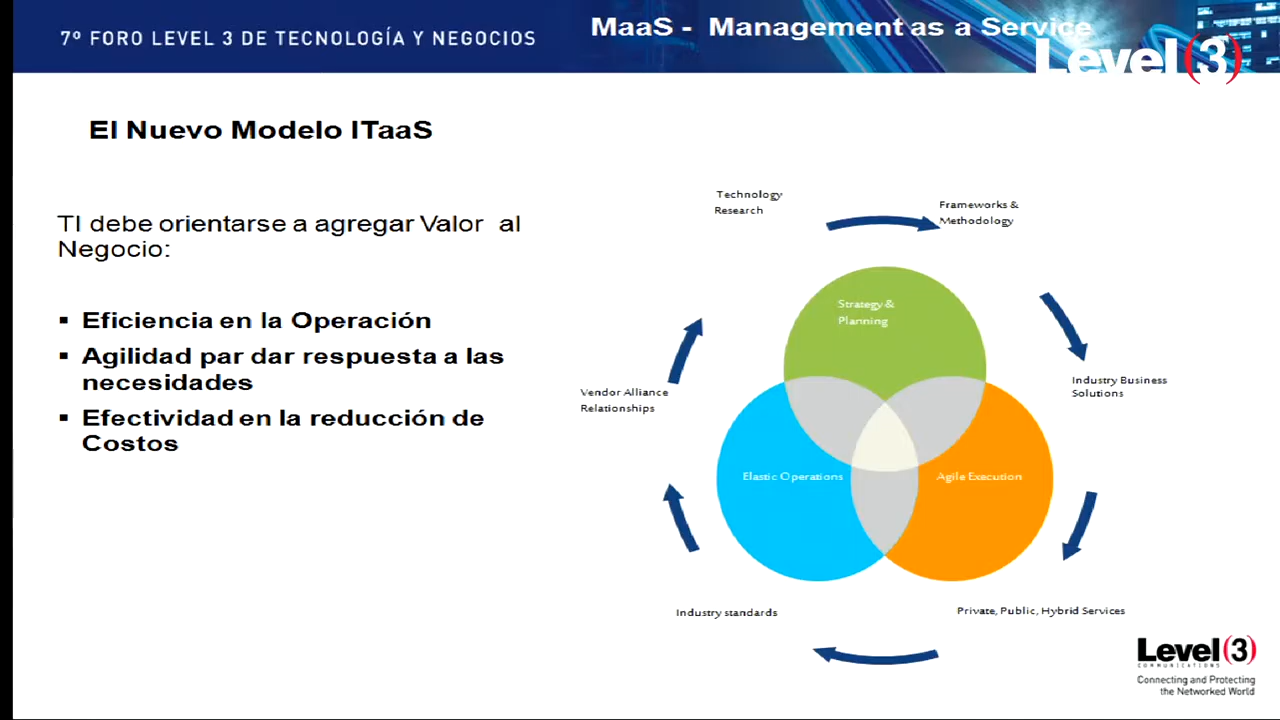 7º FORO LEVEL 3 DE TECNOLOGÍA Y NEGOCIOS
MaaS - Management as a Service
Level(3)
El Nuevo Modelo ITaaS
TI debe orientarse a agregar Valor al
Negocio:
▪ Eficiencia en la Operación
▪ Agilidad par dar respuesta a las
necesidades
▪ Efectividad en la reducción de
Costos
Technology
Research
Frameworks &
Methodology
Strategy &
Planning
Industry Business
Solutions
Vendor Alliance
Relationships
Elastic Operations
Agile Execution
Industry standards
Private, Public, Hybrid Services
Level(3)
COMMUNICATIONS
Connecting and Protecting
the Networked World